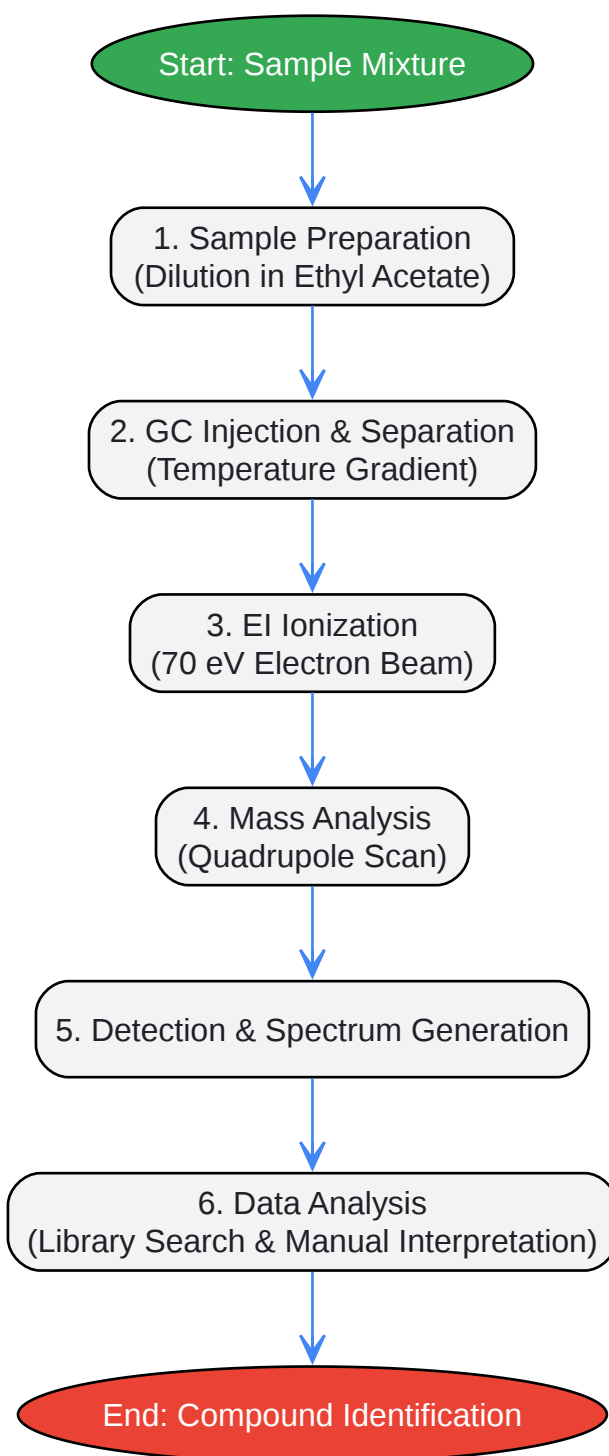 Start: Sample Mixture
1. Sample Preparation
(Dilution in Ethyl Acetate)
2. GC Injection & Separation
(Temperature Gradient)
3. EI Ionization
(70 eV Electron Beam)
4. Mass Analysis
(Quadrupole Scan)
5. Detection & Spectrum Generation
6. Data Analysis
(Library Search & Manual Interpretation)
End: Compound Identification